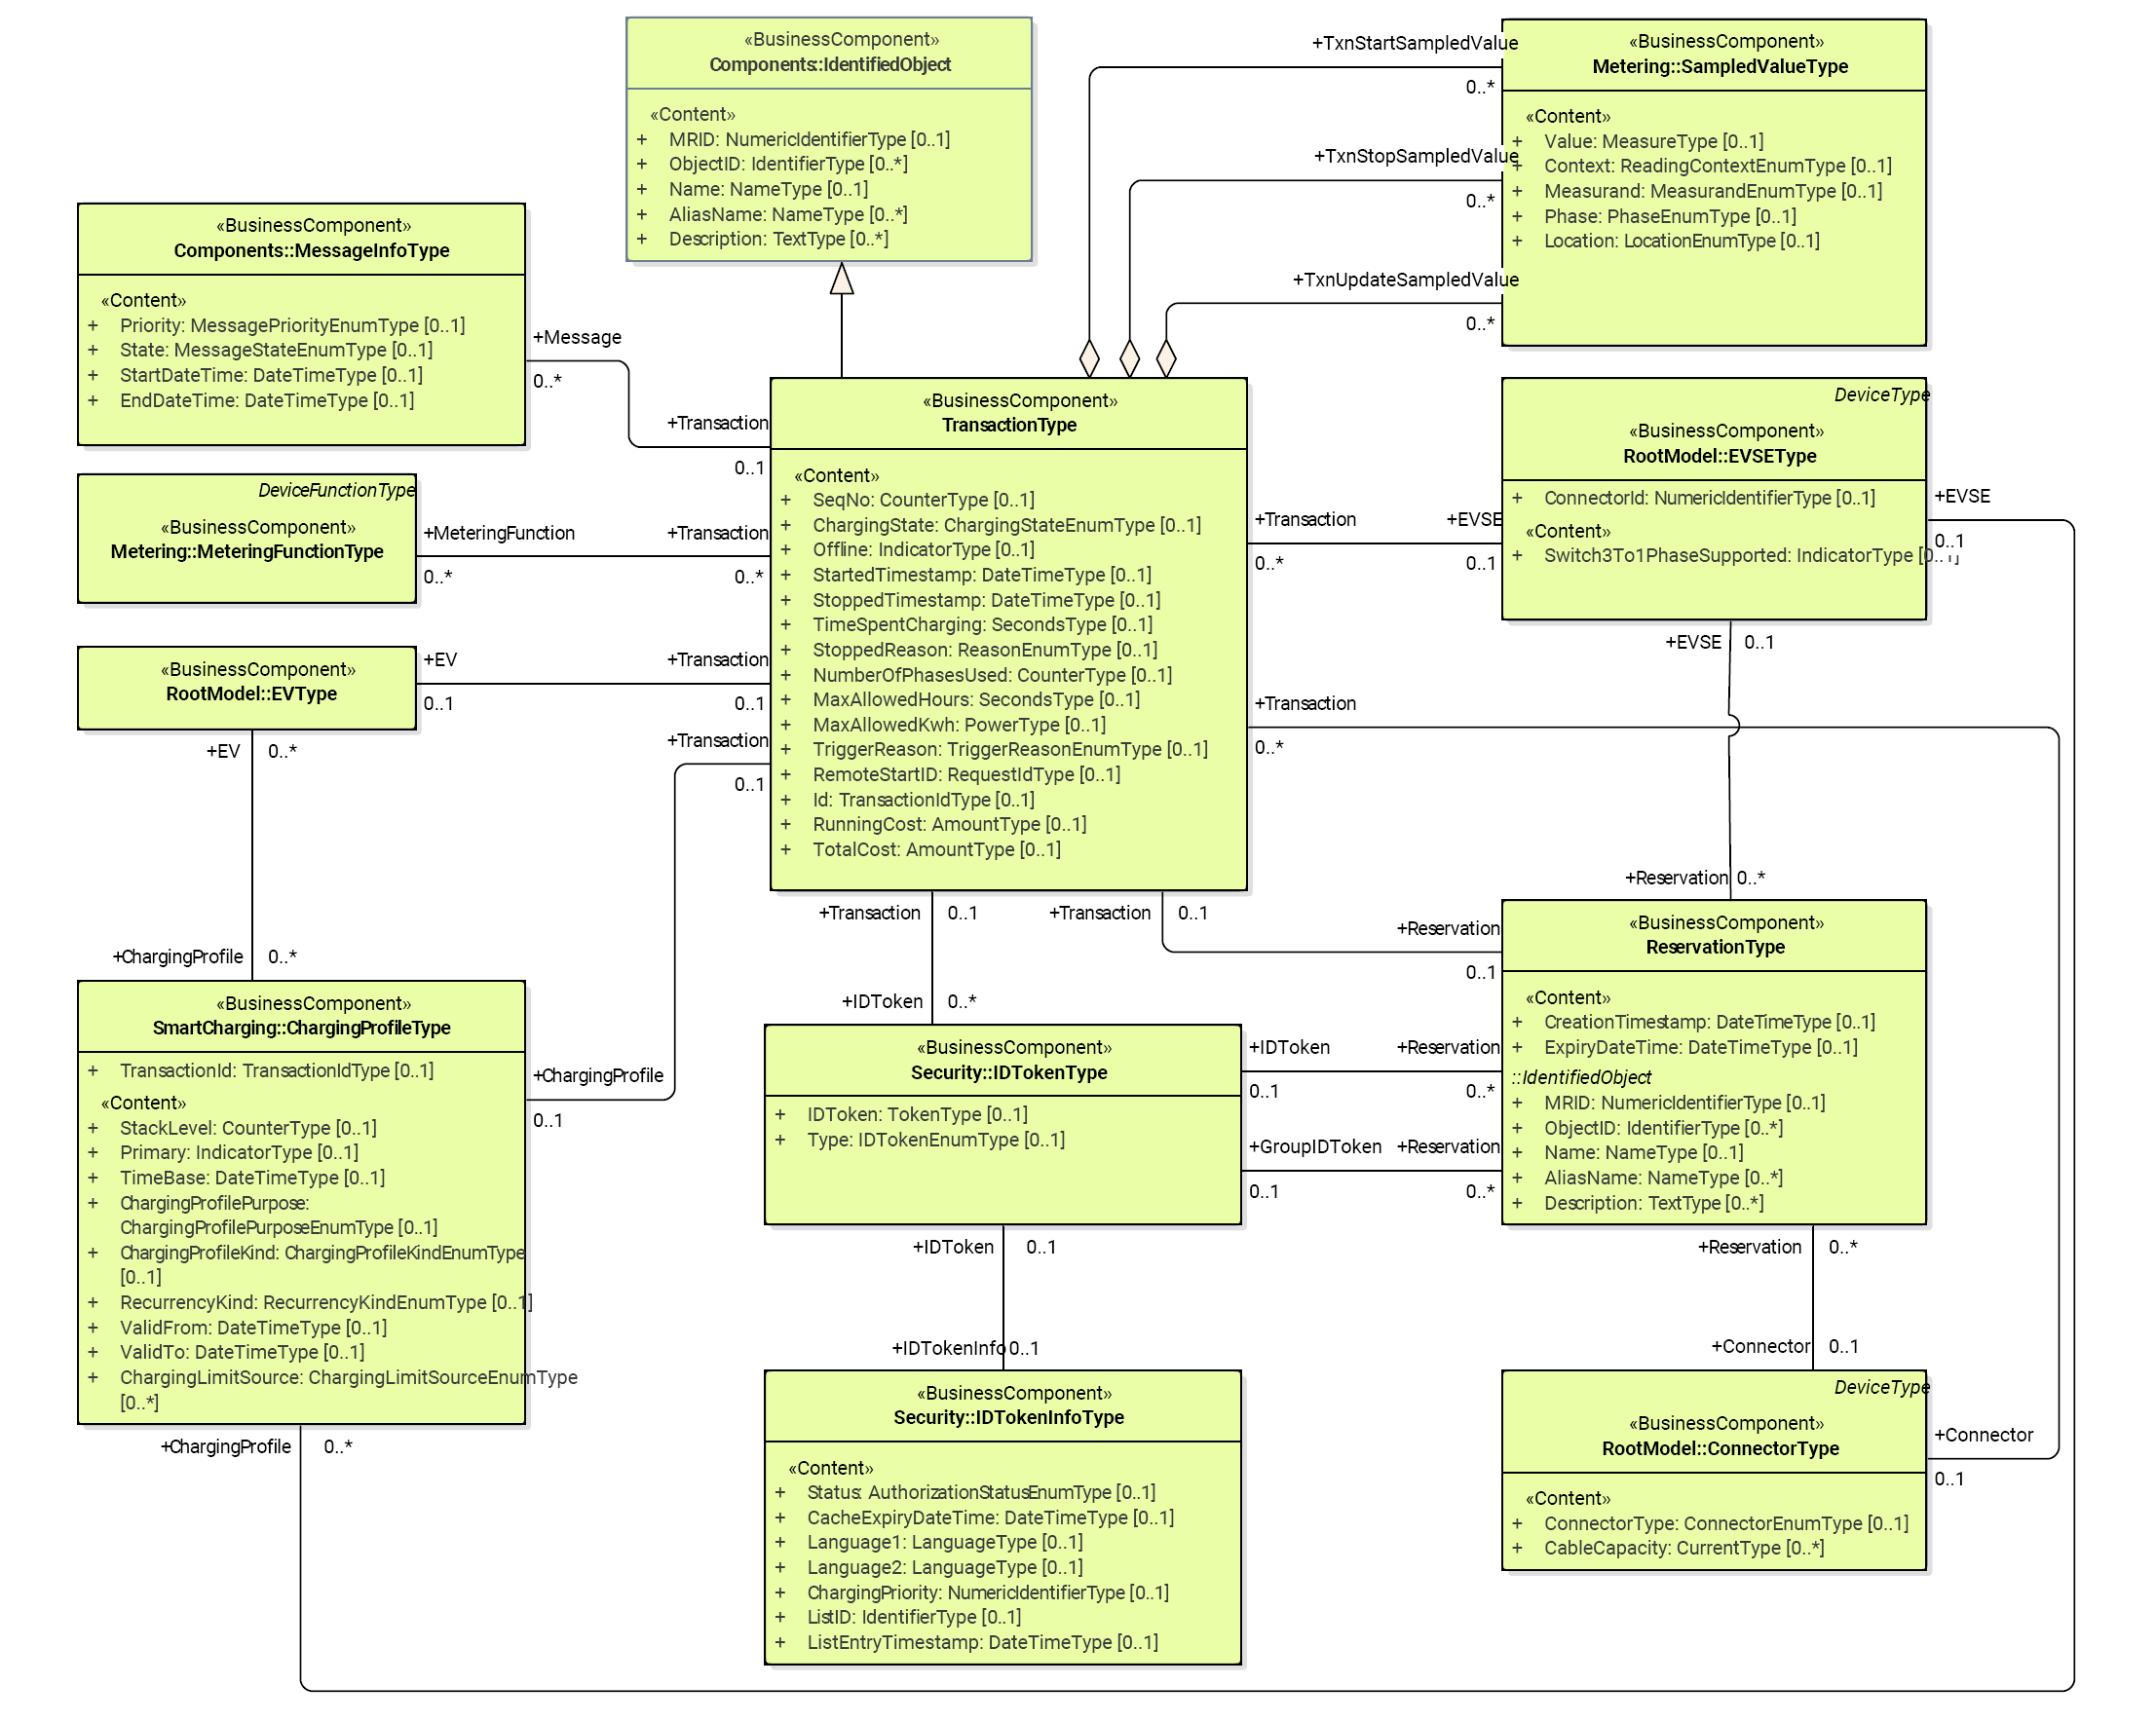 «BusinessComponent»
Components::IdentifiedObject
«Content»
+ MRID: NumericIdentifierType [0..1]
+ ObjectID: IdentifierType [0..*]
+ Name: NameType [0..1]
+ AliasName: NameType [0..*]
+ Description: TextType [0..*]
+TxnStartSampledValue
0..*
+TxnStopSampledValue
0..*
+TxnUpdateSampledValue
0..*
«BusinessComponent»
Metering::SampledValueType
«Content»
+ Value: MeasureType [0..1]
+ Context: ReadingContextEnumType [0..1]
+ Measurand: MeasurandEnumType [0..1]
+ Phase: PhaseEnumType [0..1]
+ Location: LocationEnumType [0..1]
«BusinessComponent»
Components::MessageInfoType
«Content»
+ Priority: MessagePriorityEnumType [0..1]
+ State: MessageStateEnumType [0..1]
+ StartDateTime: DateTimeType [0..1]
+ EndDateTime: DateTimeType [0..1]
+Message
0..*
+Transaction
0..1
DeviceFunctionType
«BusinessComponent»
Metering::MeteringFunctionType
+MeteringFunction
0..*
+Transaction
0..*
«BusinessComponent»
RootModel::EVType
+EV
0..1
+Transaction
0..1
+EV 0..*
+Transaction
0..1
«BusinessComponent»
TransactionType
«Content»
+ SeqNo: CounterType [0..1]
+ ChargingState: ChargingStateEnumType [0..1]
+ Offline: IndicatorType [0..1]
+ StartedTimestamp: DateTimeType [0..1]
+ StoppedTimestamp: DateTimeType [0..1]
+ TimeSpentCharging: SecondsType [0..1]
+ StoppedReason: ReasonEnumType [0..1]
+ NumberOfPhasesUsed: CounterType [0..1]
+ MaxAllowedHours: SecondsType [0..1]
+ MaxAllowedKwh: PowerType [0..1]
+ TriggerReason: TriggerReasonEnumType [0..1]
+ RemoteStartID: RequestIdType [0..1]
+ Id: TransactionIdType [0..1]
+ RunningCost: AmountType [0..1]
+ TotalCost: AmountType [0..1]
+Transaction
0..*
+EVSE
0..1
DeviceType
«BusinessComponent»
RootModel::EVSEType
+ ConnectorId: NumericIdentifierType [0..1]
«Content»
+ Switch3To1PhaseSupported: IndicatorType [0..1]
+EVSE
0..1
+EVSE 0..1
+Transaction
0..*
+Reservation 0..*
+Transaction 0..1
+Transaction 0..1
+Reservation
0..1
+ChargingProfile 0..*
+IDToken 0..*
«BusinessComponent»
SmartCharging::ChargingProfileType
+ TransactionId: TransactionIdType [0..1]
«Content»
+ StackLevel: CounterType [0..1]
+ Primary: IndicatorType [0..1]
+ TimeBase: DateTimeType [0..1]
+ ChargingProfilePurpose:
ChargingProfilePurposeEnumType [0..1]
+ ChargingProfileKind: ChargingProfileKindEnumType
[0..1]
+ RecurrencyKind: RecurrencyKindEnumType [0..1]
+ ValidFrom: DateTimeType [0..1]
+ ValidTo: DateTimeType [0..1]
+ ChargingLimitSource: ChargingLimitSourceEnumType
[0..*]
+ChargingProfile
0..1
+ChargingProfile 0..*
«BusinessComponent»
Security::IDTokenType
+ IDToken: TokenType [0..1]
+ Type: IDTokenEnumType [0..1]
+IDToken
0..1
+Reservation
0..*
+GroupIDToken
0..1
+Reservation
0..*
«BusinessComponent»
ReservationType
«Content»
+ CreationTimestamp: DateTimeType [0..1]
+ ExpiryDateTime: DateTimeType [0..1]
::IdentifiedObject
+ MRID: NumericIdentifierType [0..1]
+ ObjectID: IdentifierType [0..*]
+ Name: NameType [0..1]
+ AliasName: NameType [0..*]
+ Description: TextType [0..*]
+IDToken 0..1
+IDTokenInfo 0..1
+Reservation 0..*
+Connector 0..1
«BusinessComponent»
Security::IDTokenInfoType
«Content»
+ Status: AuthorizationStatusEnumType [0..1]
+ CacheExpiryDateTime: DateTimeType [0..1]
+ Language1: LanguageType [0..1]
+ Language2: LanguageType [0..1]
+ ChargingPriority: NumericIdentifierType [0..1]
+ ListID: IdentifierType [0..1]
+ ListEntryTimestamp: DateTimeType [0..1]
DeviceType
«BusinessComponent»
RootModel::ConnectorType
«Content»
+ ConnectorType: ConnectorEnumType [0..1]
+ CableCapacity: CurrentType [0..*]
+Connector
0..1